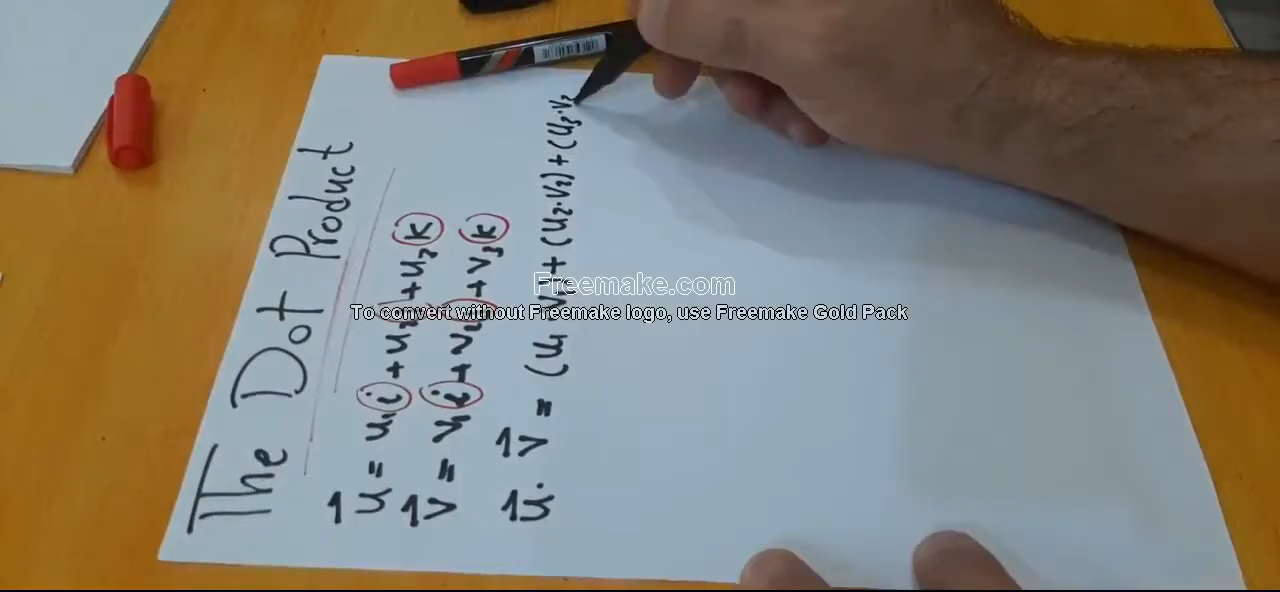 The Dot Product
u⃗ = u₁i + u₂j + u₃k
v⃗ = v₁i + v₂j + v₃k
u⃗ · v⃗ = (u₁ v₁) + (u₂·v₂) + (u₃·v₃
Freemake.com
To convert without Freemake logo, use Freemake Gold Pack